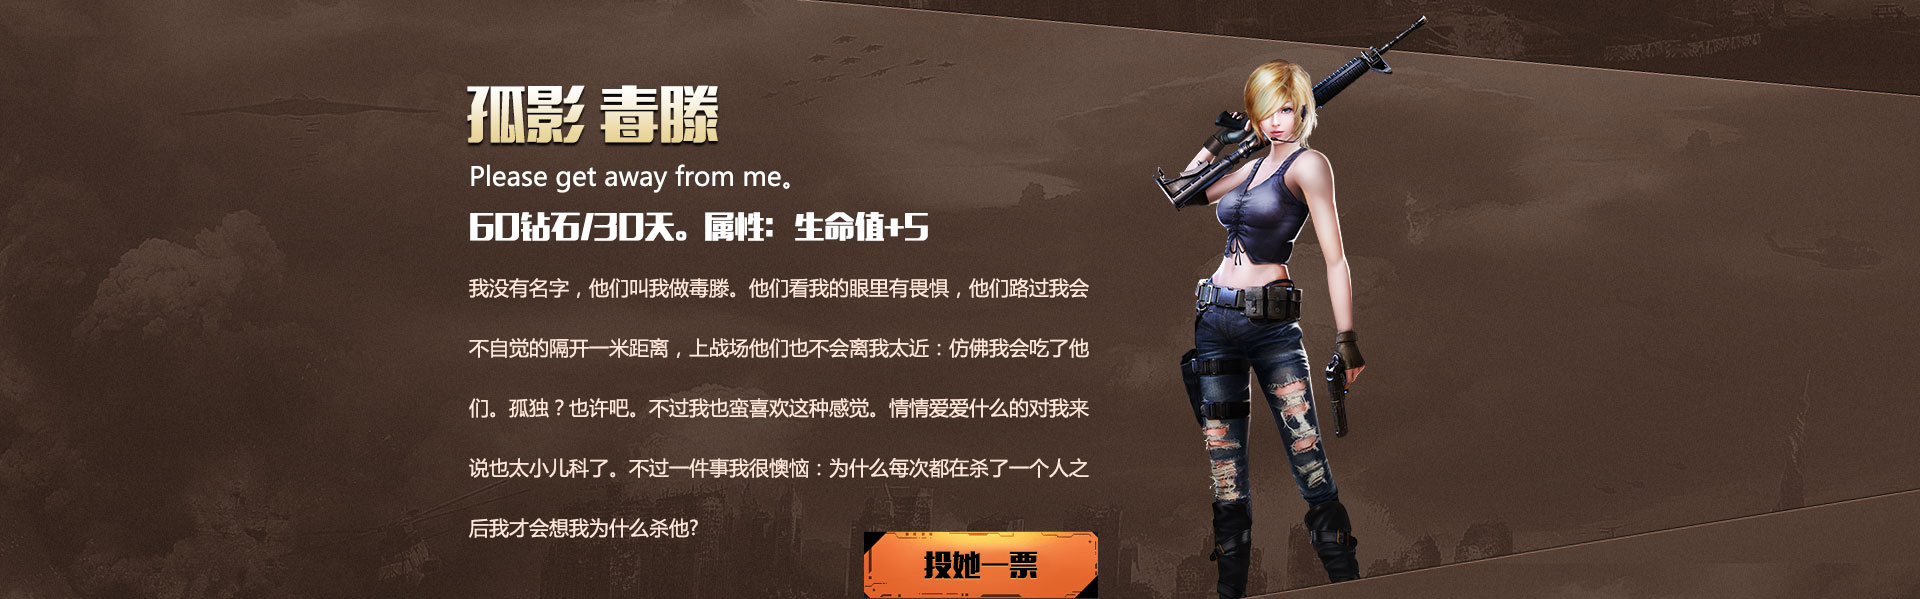 孤影 毒滕
Please get away from me。
60钻石/30天。属性：生命值+5
我没有名字，他们叫我做毒滕。他们看我的眼里有畏惧，他们路过我会
不自觉的隔开一米距离，上战场他们也不会离我太近：仿佛我会吃了他
们。孤独？也许吧。不过我也蛮喜欢这种感觉。情情爱爱什么的对我来
说也太小儿科了。不过一件事我很懊恼：为什么每次都在杀了一个人之
后我才会想我为什么杀他?
投她一票